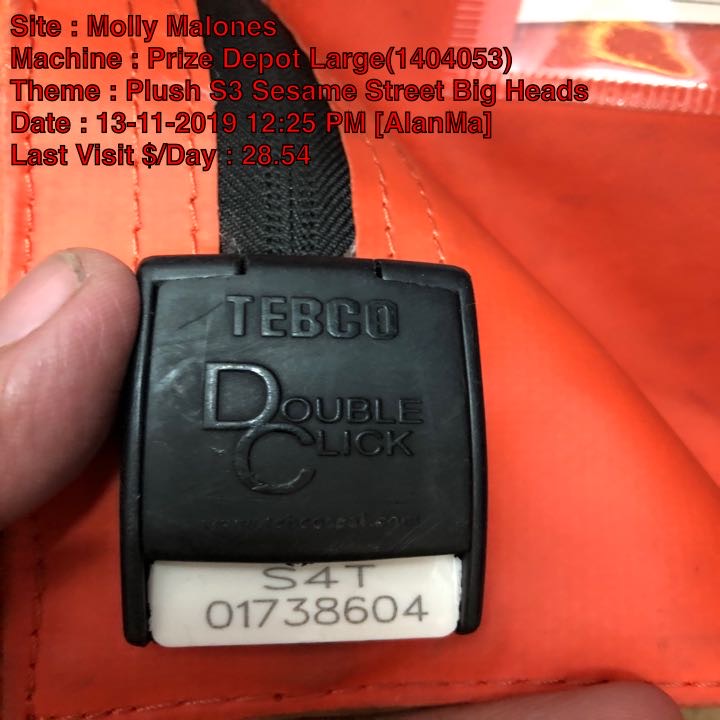 Site : Molly Malones
Machine : Prize Depot Large(1404053)
Theme : Plush S3 Sesame Street Big Heads
Date : 13-11-2019 12:25 PM [AlanMa]
Last Visit $/Day : 28.54
TEBCO
DOUBLE
CLICK
S4T
01738604